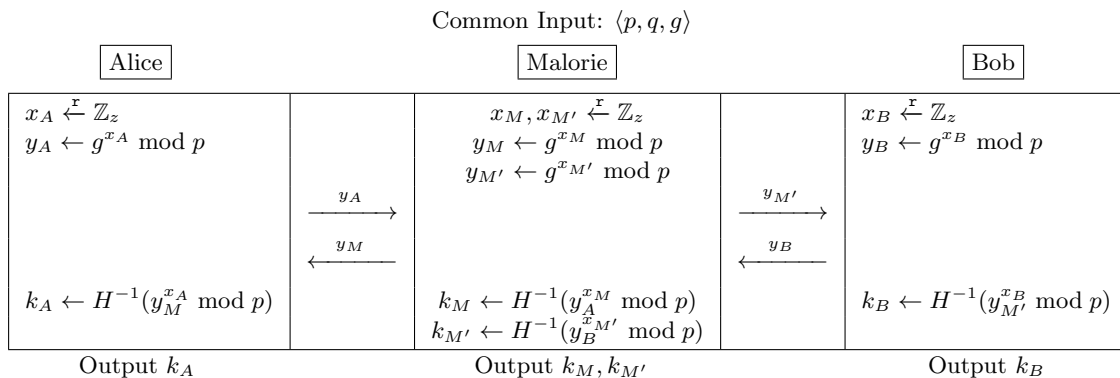 Common Input: ⟨p, q, g⟩
Alice Malorie Bob
x_A ←^r ℤ_z x_M, x_{M′} ←^r ℤ_z x_B ←^r ℤ_z
y_A ← g^{x_A} mod p y_M ← g^{x_M} mod p y_B ← g^{x_B} mod p
y_{M′} ← g^{x_{M′}} mod p
y_A → y_{M′} →
y_M ← y_B ←
k_A ← H^{-1}(y_M^{x_A} mod p) k_M ← H^{-1}(y_A^{x_M} mod p) k_B ← H^{-1}(y_{M′}^{x_B} mod p)
k_{M′} ← H^{-1}(y_B^{x_{M′}} mod p)
Output k_A Output k_M, k_{M′} Output k_B